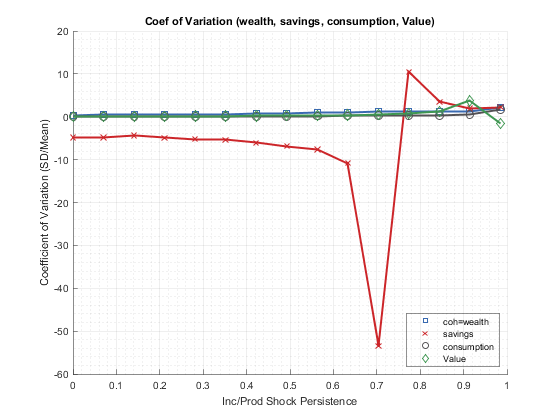 Coef of Variation (wealth, savings, consumption, Value)
Coefficient of Variation (SD/Mean)
20
10
0
-10
-20
-30
-40
-50
-60
0 0.1 0.2 0.3 0.4 0.5 0.6 0.7 0.8 0.9 1
Inc/Prod Shock Persistence
coh=wealth
savings
consumption
Value